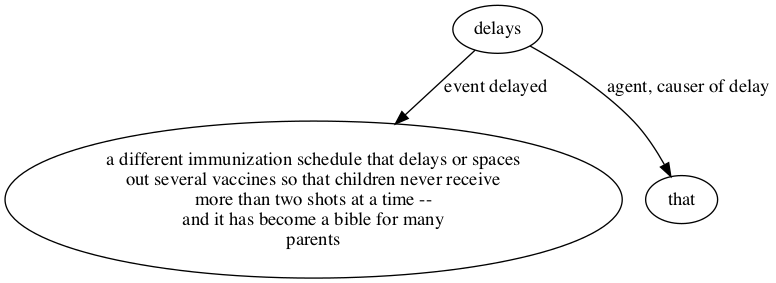 delays
event delayed
agent, causer of delay
a different immunization schedule that delays or spaces
out several vaccines so that children never receive
more than two shots at a time --
and it has become a bible for many
parents
that